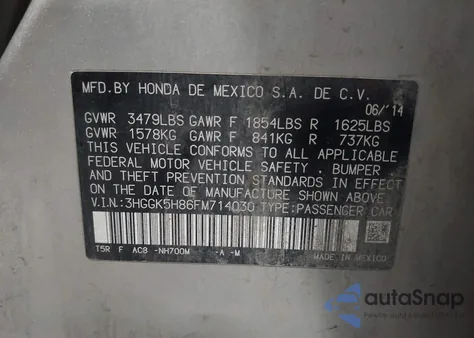 MFD.BY HONDA DE MEXICO S.A. DE C.V.
06/'14
GVWR 3479LBS GAWR F 1854LBS R 1625LBS
GVWR 1578KG GAWR F 841KG R 737KG
THIS VEHICLE CONFORMS TO ALL APPLICABLE
FEDERAL MOTOR VEHICLE SAFETY , BUMPER
AND THEFT PREVENTION STANDARDS IN EFFECT
ON THE DATE OF MANUFACTURE SHOWN ABOVE.
V.I.N:3HGGK5H86FM714030 TYPE:PASSENGER CAR
T5R F AC8 -NH700M -A -M
MADE IN MEXICO
autoSnap